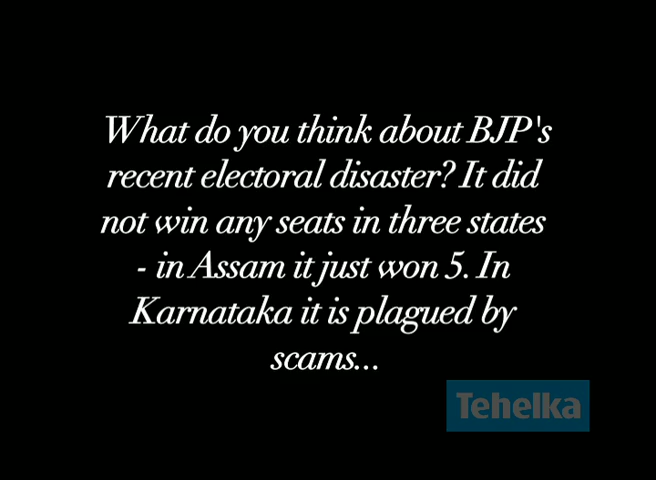 What do you think about BJP's
recent electoral disaster? It did
not win any seats in three states
- in Assam it just won 5. In
Karnataka it is plagued by
scams...
Tehelka